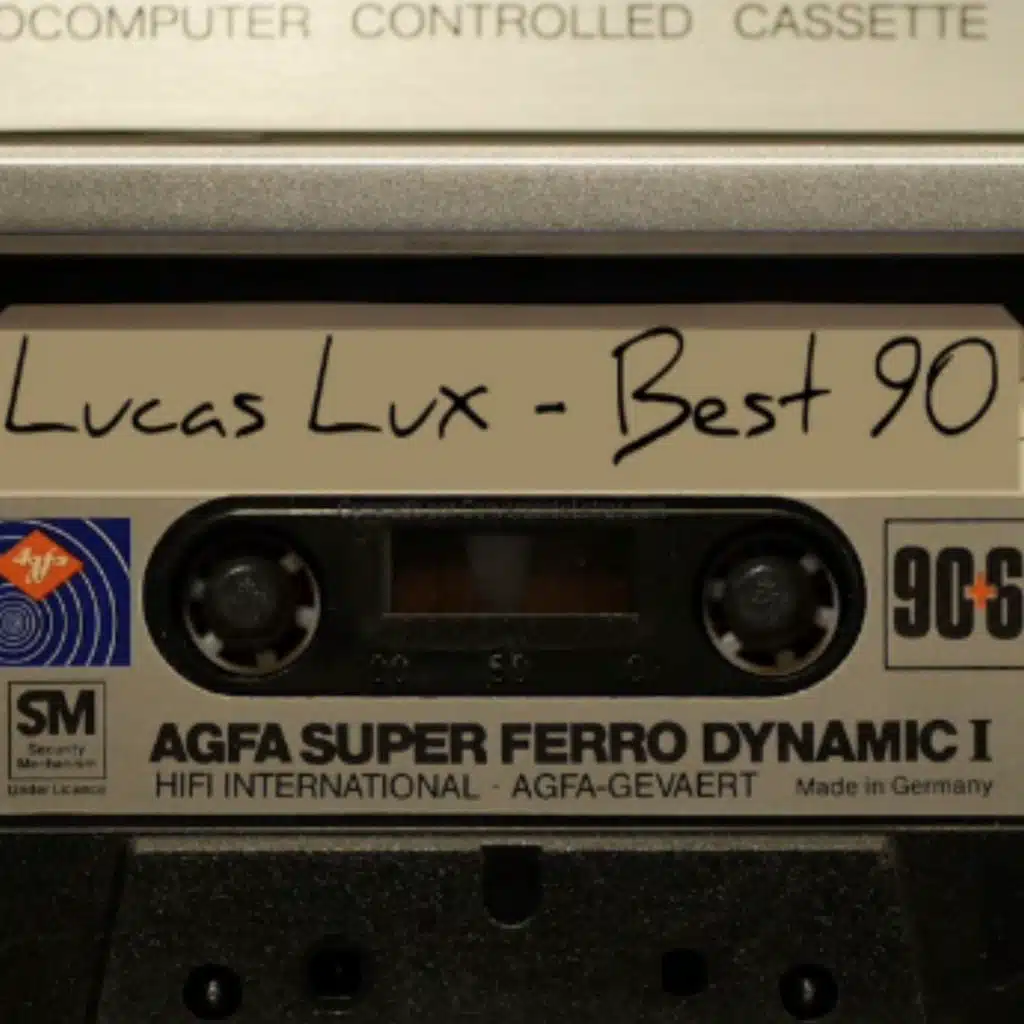 OCOMPUTER CONTROLLED CASSETTE
Lucas Lux - Best 90
Agfa
90+6
SM
Security
Mechanism
Under Licence
AGFA SUPER FERRO DYNAMIC I
HIFI INTERNATIONAL - AGFA-GEVAERT Made in Germany